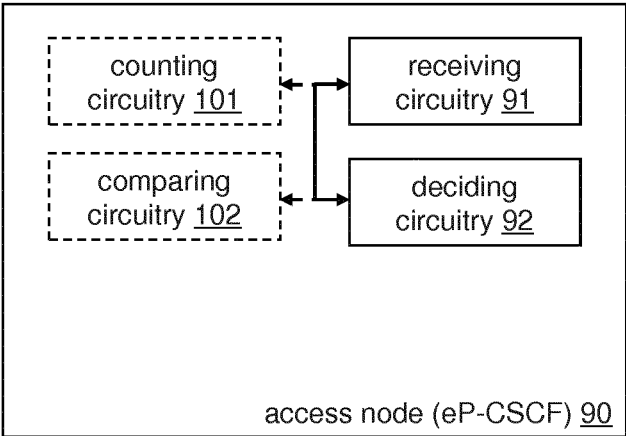 counting
circuitry 101
receiving
circuitry 91
comparing
circuitry 102
deciding
circuitry 92
access node (eP-CSCF) 90